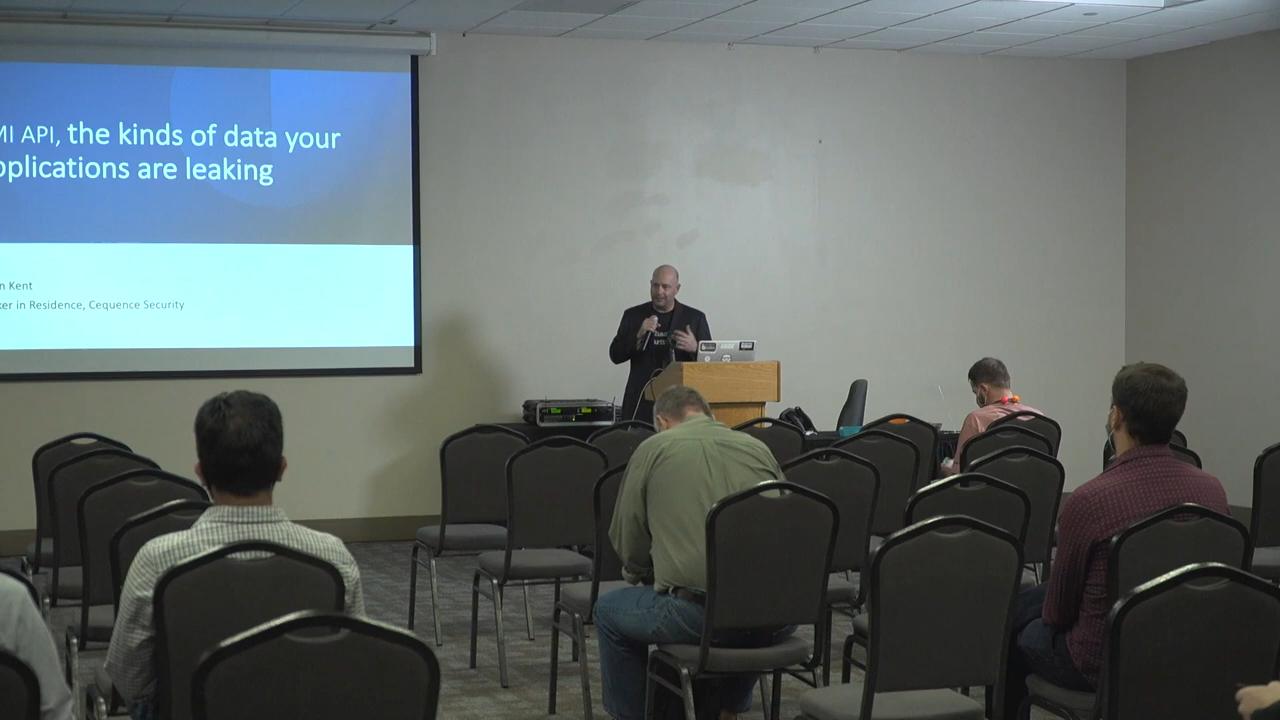 MI API, the kinds of data your
pplications are leaking
n Kent
ker in Residence, Cequence Security